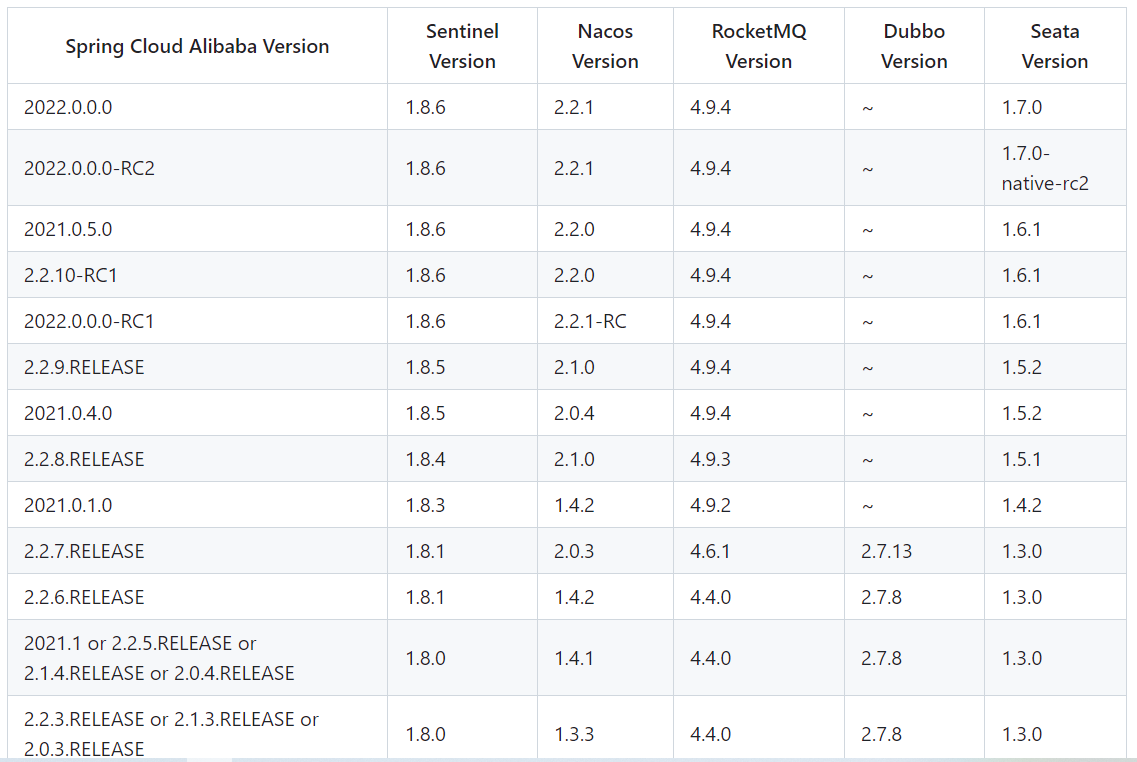 Spring Cloud Alibaba Version Sentinel Version Nacos Version RocketMQ Version Dubbo Version Seata Version
2022.0.0.0 1.8.6 2.2.1 4.9.4 ~ 1.7.0
2022.0.0.0-RC2 1.8.6 2.2.1 4.9.4 ~ 1.7.0-native-rc2
2021.0.5.0 1.8.6 2.2.0 4.9.4 ~ 1.6.1
2.2.10-RC1 1.8.6 2.2.0 4.9.4 ~ 1.6.1
2022.0.0.0-RC1 1.8.6 2.2.1-RC 4.9.4 ~ 1.6.1
2.2.9.RELEASE 1.8.5 2.1.0 4.9.4 ~ 1.5.2
2021.0.4.0 1.8.5 2.0.4 4.9.4 ~ 1.5.2
2.2.8.RELEASE 1.8.4 2.1.0 4.9.3 ~ 1.5.1
2021.0.1.0 1.8.3 1.4.2 4.9.2 ~ 1.4.2
2.2.7.RELEASE 1.8.1 2.0.3 4.6.1 2.7.13 1.3.0
2.2.6.RELEASE 1.8.1 1.4.2 4.4.0 2.7.8 1.3.0
2021.1 or 2.2.5.RELEASE or 2.1.4.RELEASE or 2.0.4.RELEASE 1.8.0 1.4.1 4.4.0 2.7.8 1.3.0
2.2.3.RELEASE or 2.1.3.RELEASE or 2.0.3.RELEASE 1.8.0 1.3.3 4.4.0 2.7.8 1.3.0